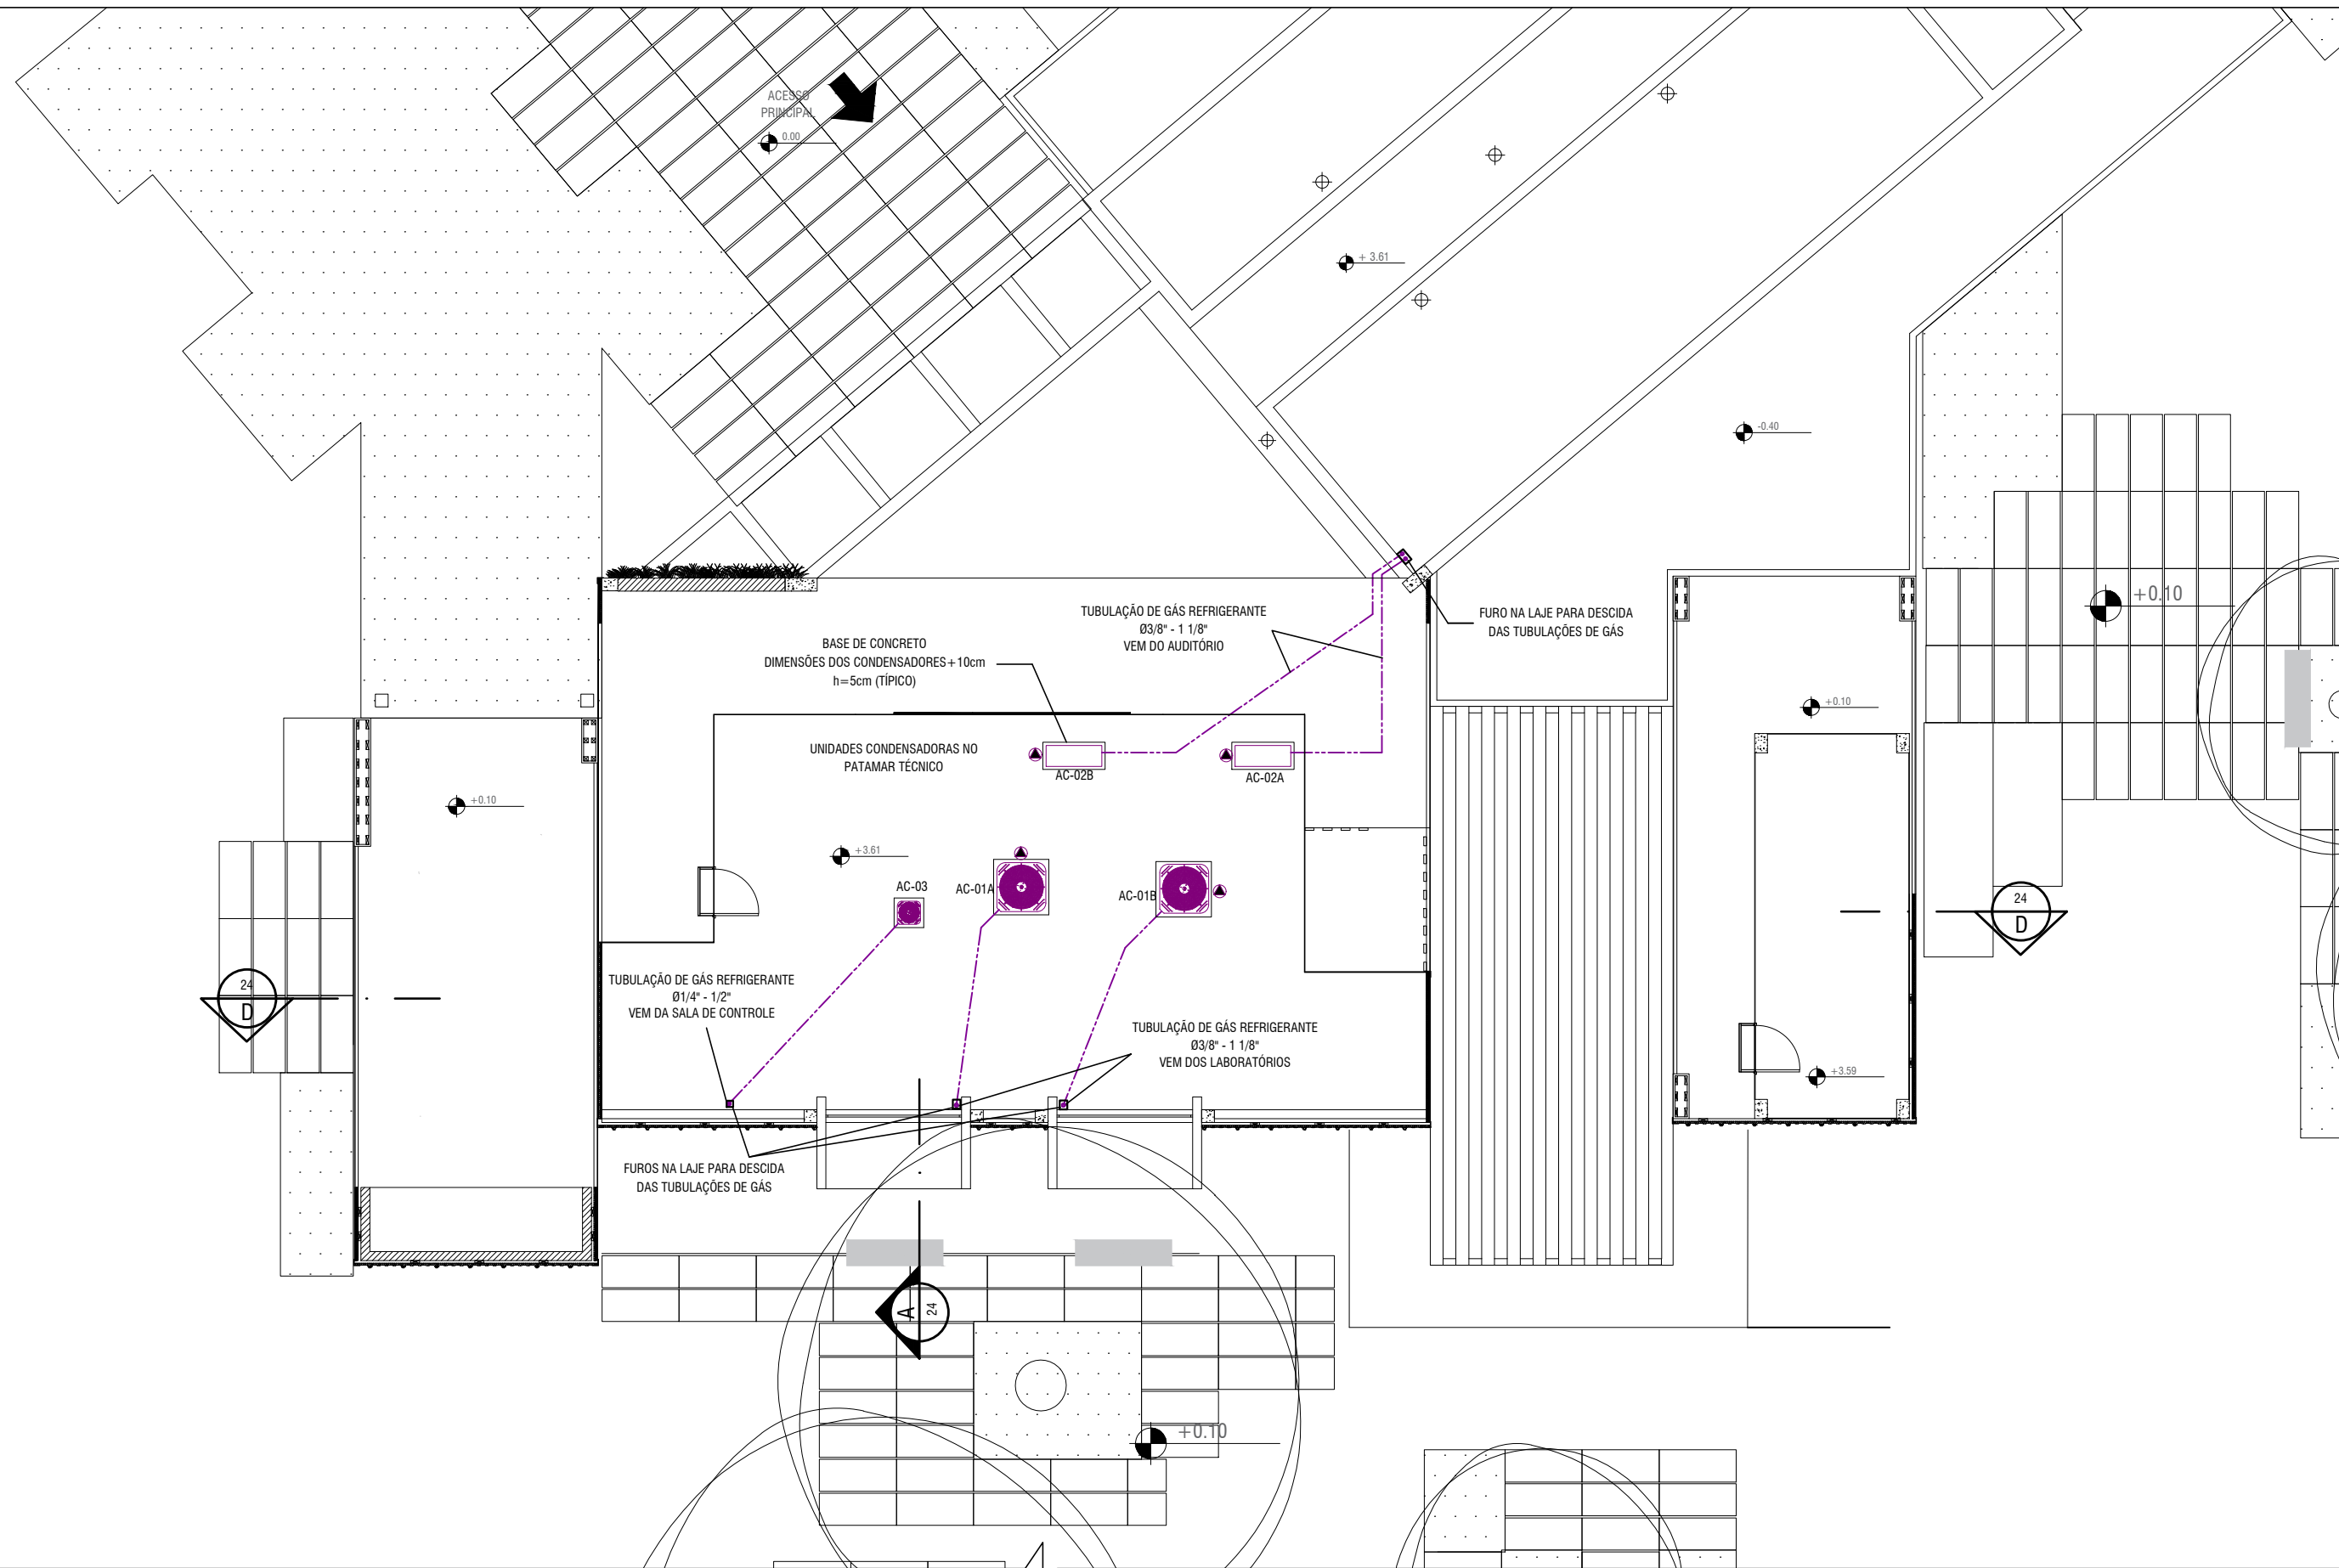 ACESSO
PRINCIPAL
0.00
+ 3.61
-0.40
+0.10
TUBULAÇÃO DE GÁS REFRIGERANTE
Ø3/8" - 1 1/8"
VEM DO AUDITÓRIO
FURO NA LAJE PARA DESCIDA
DAS TUBULAÇÕES DE GÁS
BASE DE CONCRETO
DIMENSÕES DOS CONDENSADORES+10cm
h=5cm (TÍPICO)
+0.10
UNIDADES CONDENSADORAS NO
PATAMAR TÉCNICO
AC-02B
AC-02A
+0.10
+3.61
AC-03
AC-01A
AC-01B
24
D
24
D
TUBULAÇÃO DE GÁS REFRIGERANTE
Ø1/4" - 1/2"
VEM DA SALA DE CONTROLE
TUBULAÇÃO DE GÁS REFRIGERANTE
Ø3/8" - 1 1/8"
VEM DOS LABORATÓRIOS
+3.59
FUROS NA LAJE PARA DESCIDA
DAS TUBULAÇÕES DE GÁS
A
24
+0.10